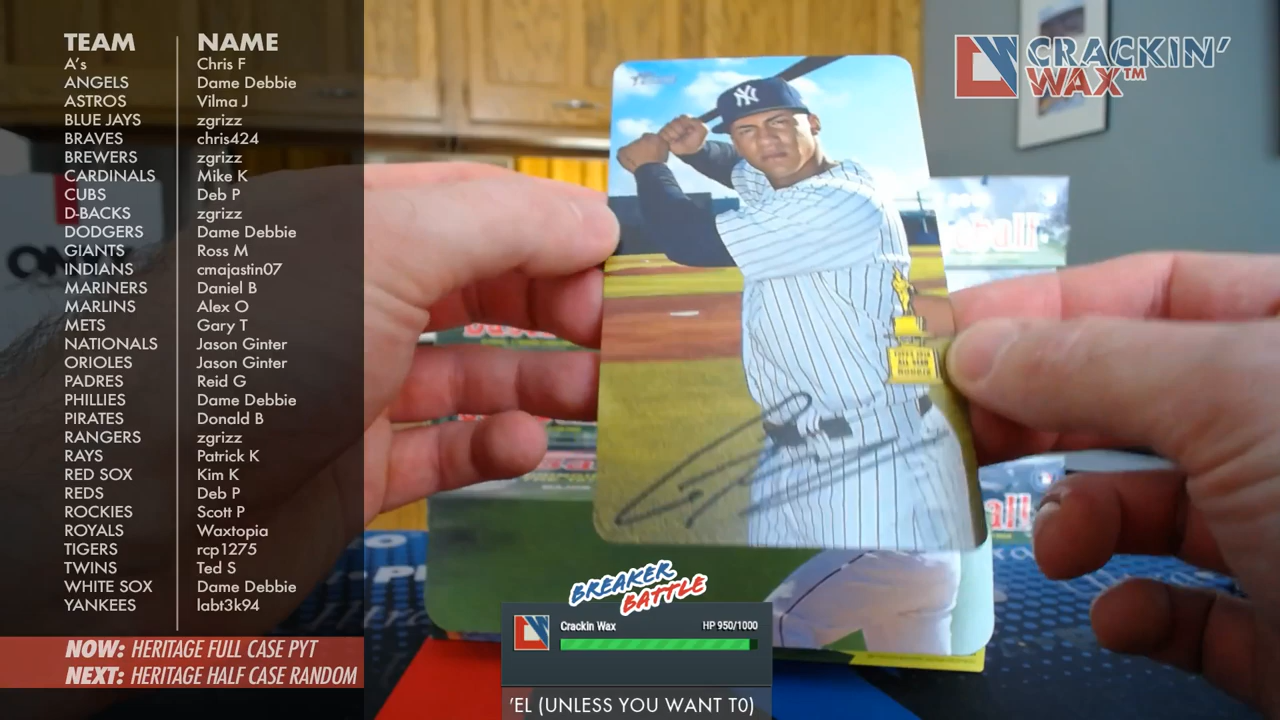 TEAM NAME
A's Chris F
ANGELS Dame Debbie
ASTROS Vilma J
BLUE JAYS zgrizz
BRAVES chris424
BREWERS zgrizz
CARDINALS Mike K
CUBS Deb P
D-BACKS zgrizz
DODGERS Dame Debbie
GIANTS Ross M
INDIANS cmajastin07
MARINERS Daniel B
MARLINS Alex O
METS Gary T
NATIONALS Jason Ginter
ORIOLES Jason Ginter
PADRES Reid G
PHILLIES Dame Debbie
PIRATES Donald B
RANGERS zgrizz
RAYS Patrick K
RED SOX Kim K
REDS Deb P
ROCKIES Scott P
ROYALS Waxtopia
TIGERS rcp1275
TWINS Ted S
WHITE SOX Dame Debbie
YANKEES labt3k94
NOW: HERITAGE FULL CASE PYT
NEXT: HERITAGE HALF CASE RANDOM
CRACKIN'
WAX™
NY
BREAKER
BATTLE
Crackin Wax HP 950/1000
'EL (UNLESS YOU WANT TO)